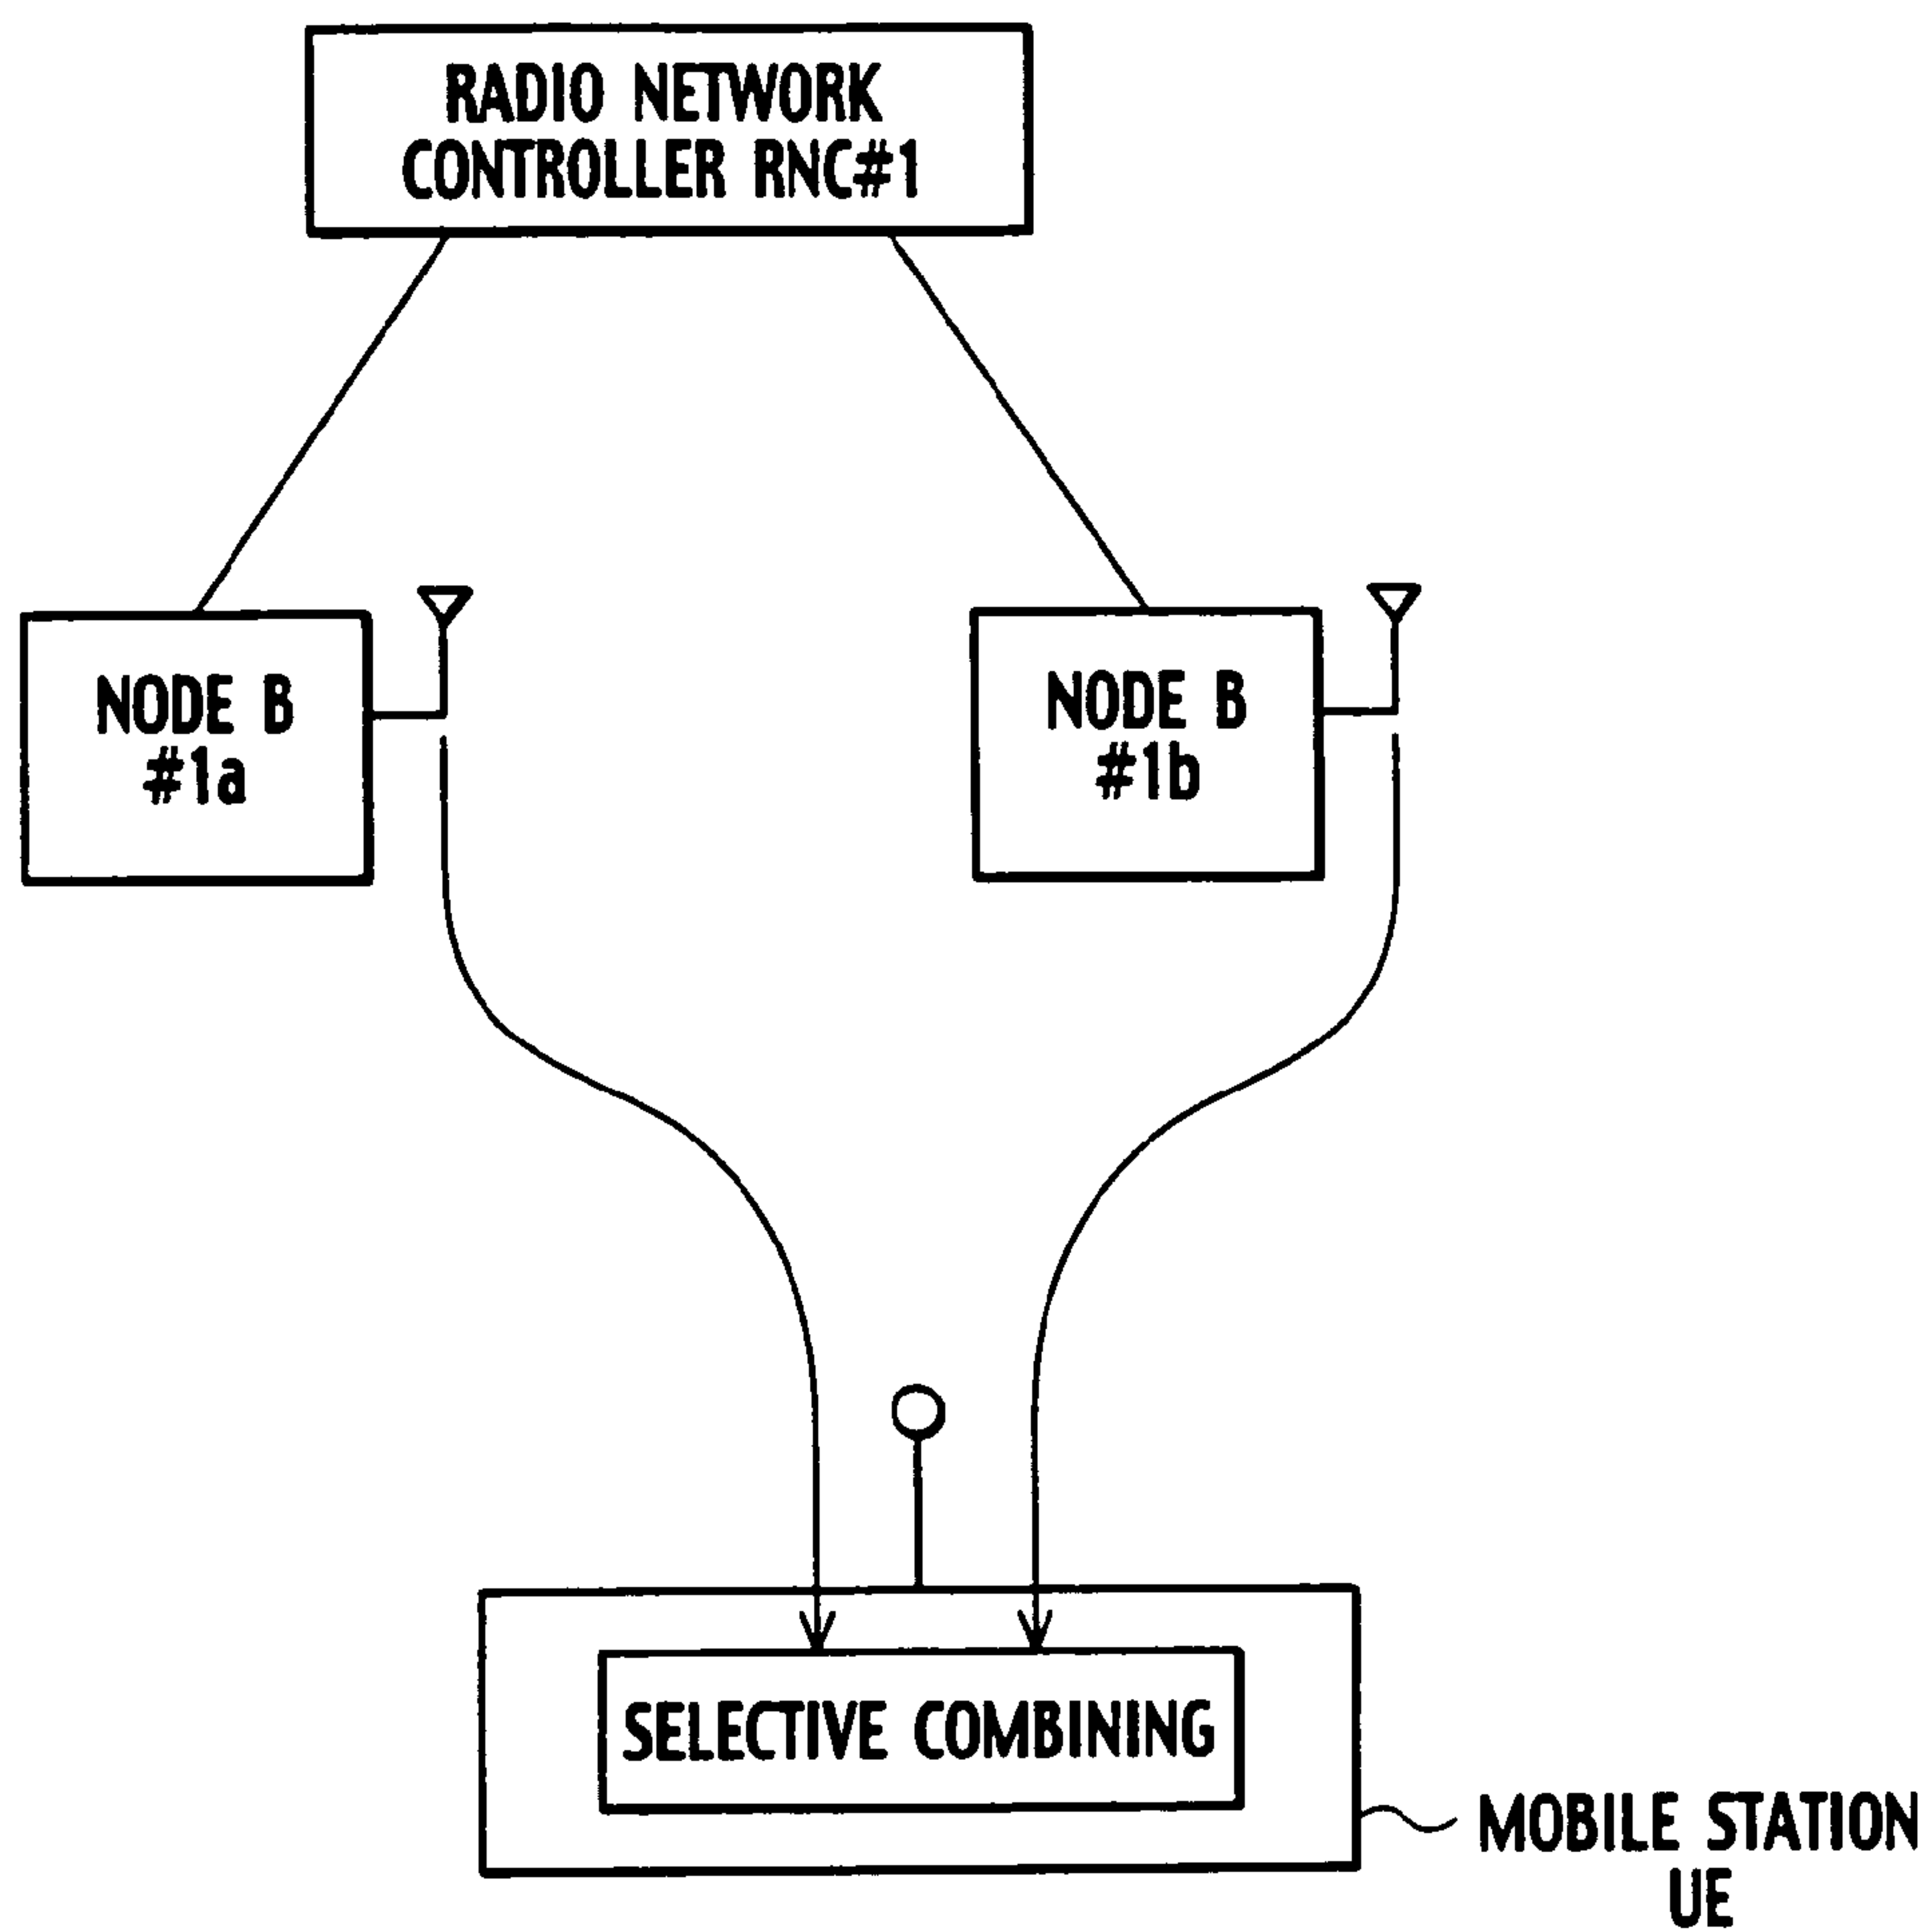 RADIO NETWORK
CONTROLLER RNC#1
NODE B
#1a
NODE B
#1b
SELECTIVE COMBINING
MOBILE STATION
UE